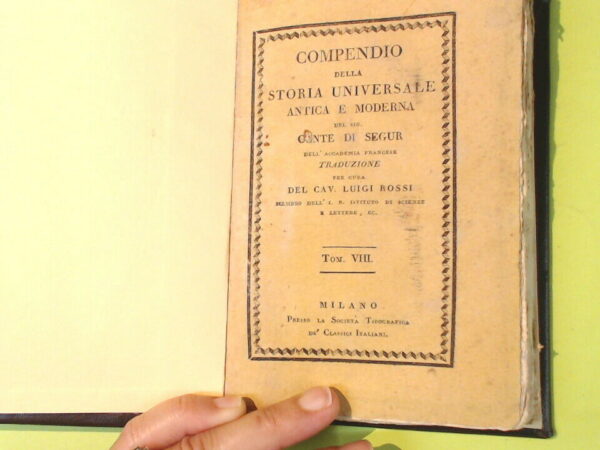 COMPENDIO
DELLA
STORIA UNIVERSALE
ANTICA E MODERNA
DEL SIG.
CONTE DI SEGUR
DELL' ACCADEMIA FRANCESE
TRADUZIONE
PER CURA
DEL CAV. LUIGI ROSSI
MEMBRO DELL' I. R. ISTITUTO DI SCIENZE
E LETTERE, EC.
TOM. VIII.
MILANO
PRESSO LA SOCIETÀ TIPOGRAFICA
DE' CLASSICI ITALIANI.